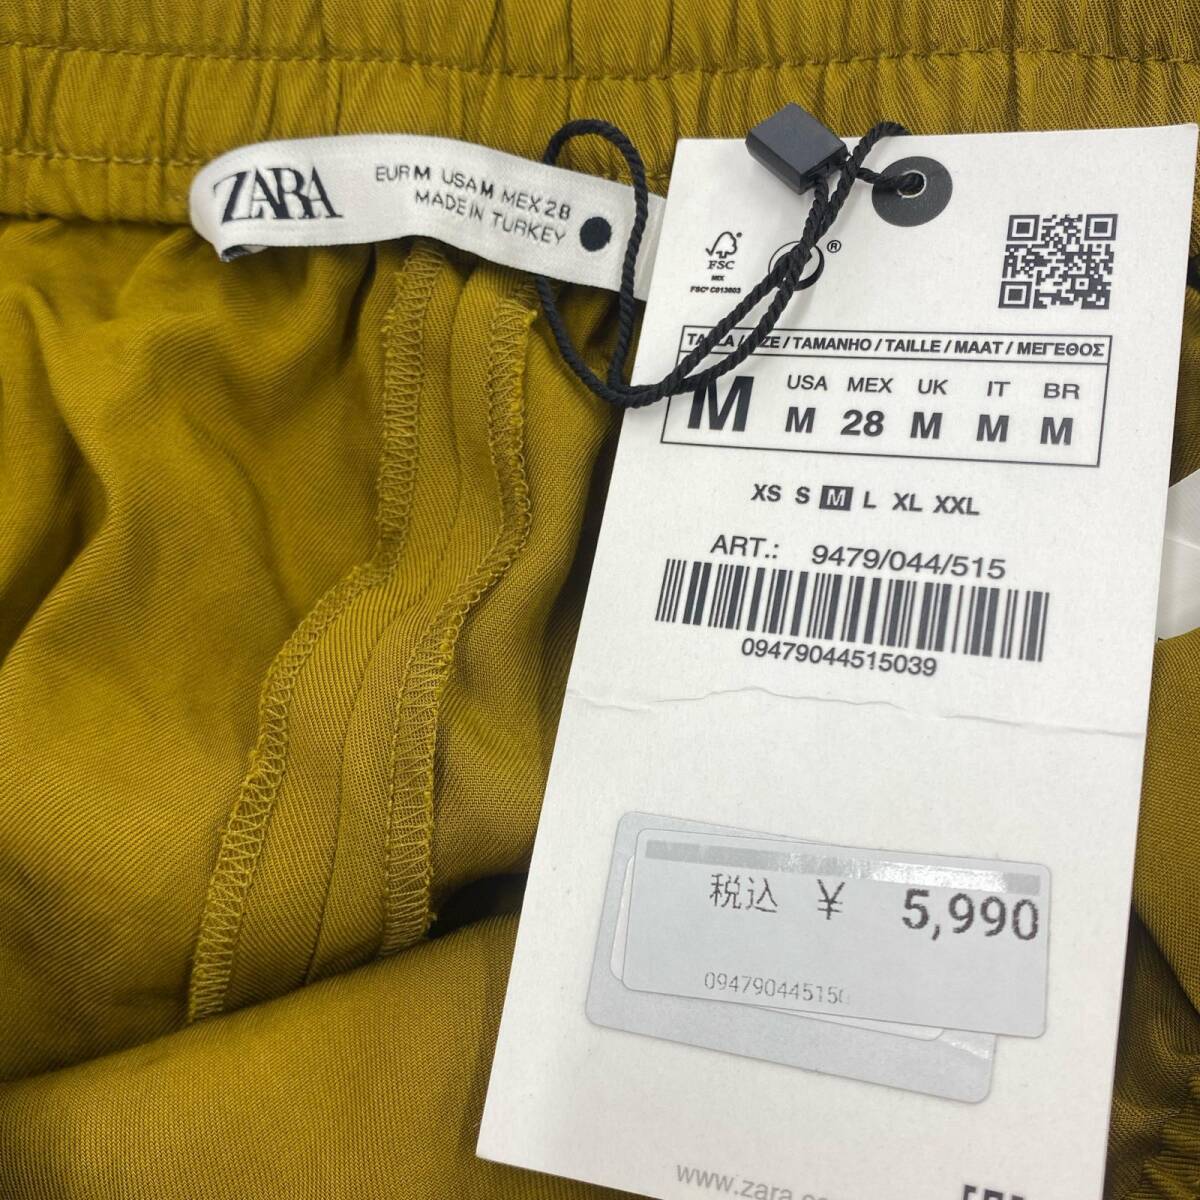 ZARA
EUR M USA M MEX 28
MADE IN TURKEY
FSC
MIX
FSC® C013603
®
/ TAMANHO / TAILLE / MAAT / ΜΕΓΕΘΟΣ
USA MEX UK IT BR
M M 28 M M M
XS S M L XL XXL
ART.: 9479/044/515
09479044515039
税込 ¥ 5,990
094790445150
www.zara